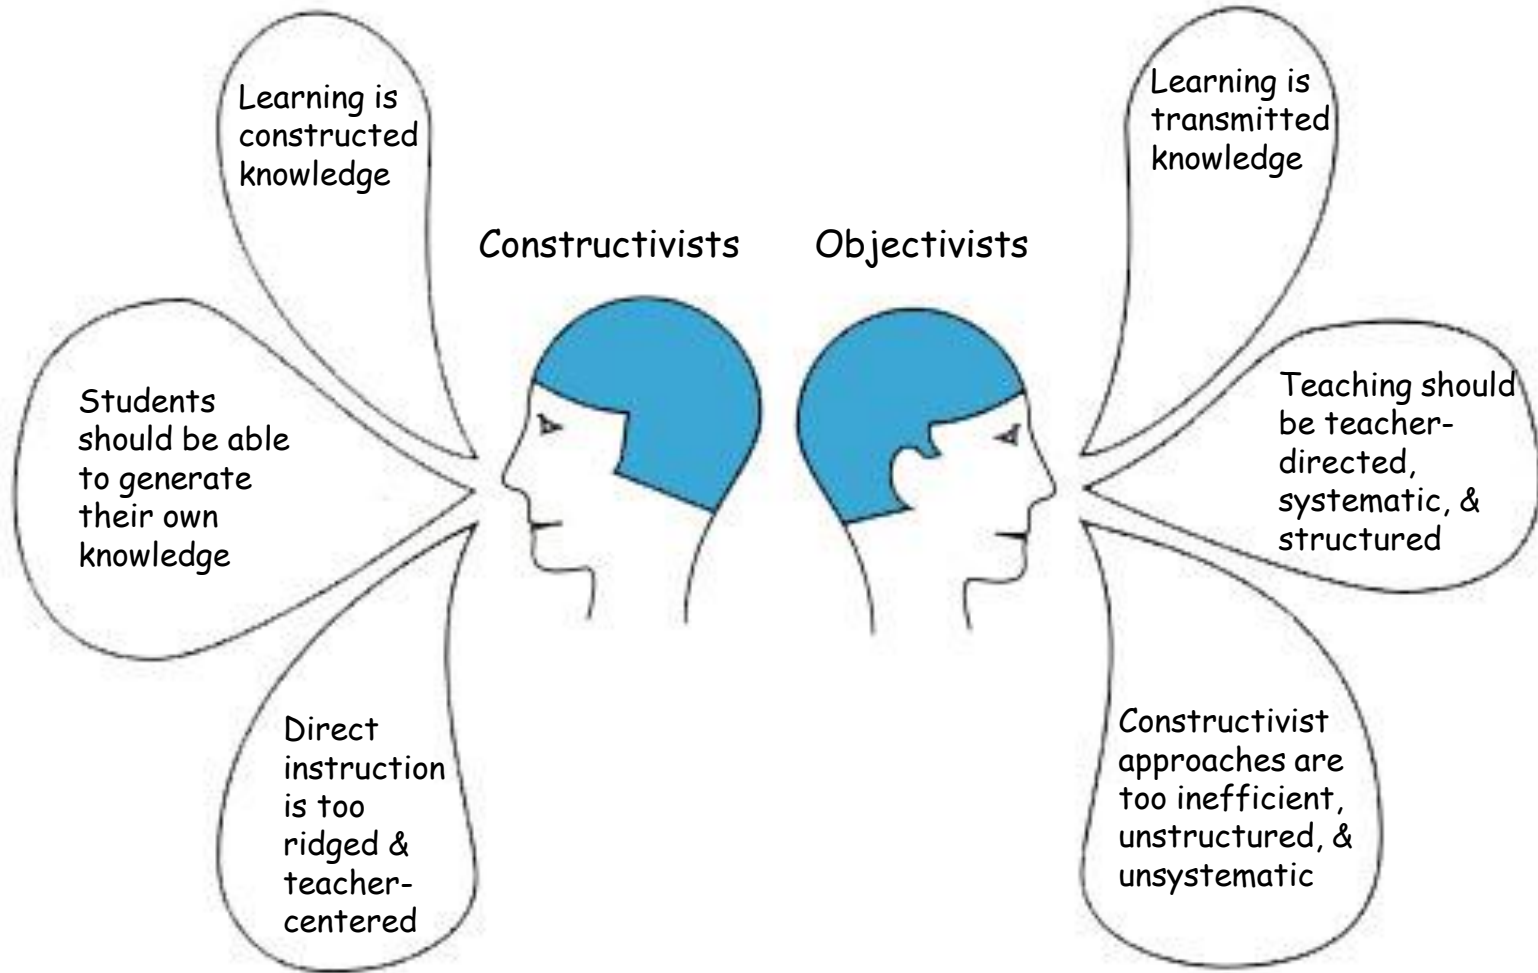 Learning is
constructed
knowledge
Learning is
transmitted
knowledge
Constructivists
Objectivists
Students
should be able
to generate
their own
knowledge
Teaching should
be teacher-
directed,
systematic, &
structured
Direct
instruction
is too
ridged &
teacher-
centered
Constructivist
approaches are
too inefficient,
unstructured, &
unsystematic